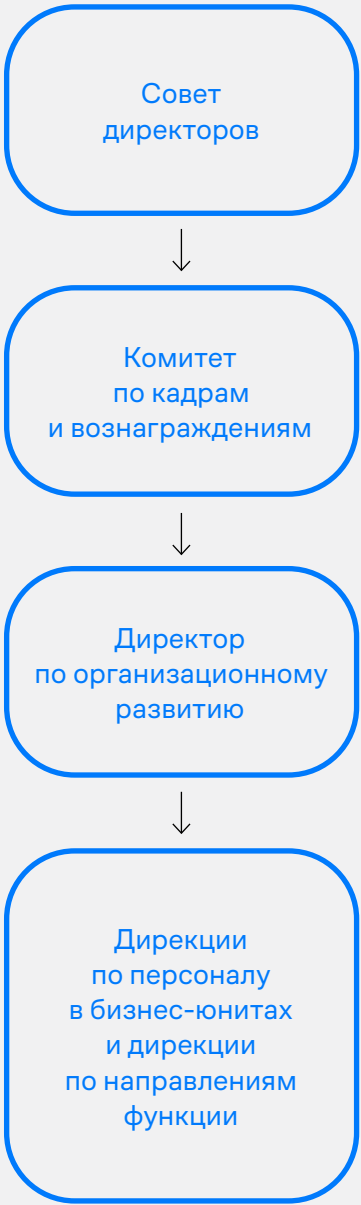 Совет
директоров
Комитет
по кадрам
и вознаграждениям
Директор
по организационному
развитию
Дирекции
по персоналу
в бизнес-юнитах
и дирекции
по направлениям
функции